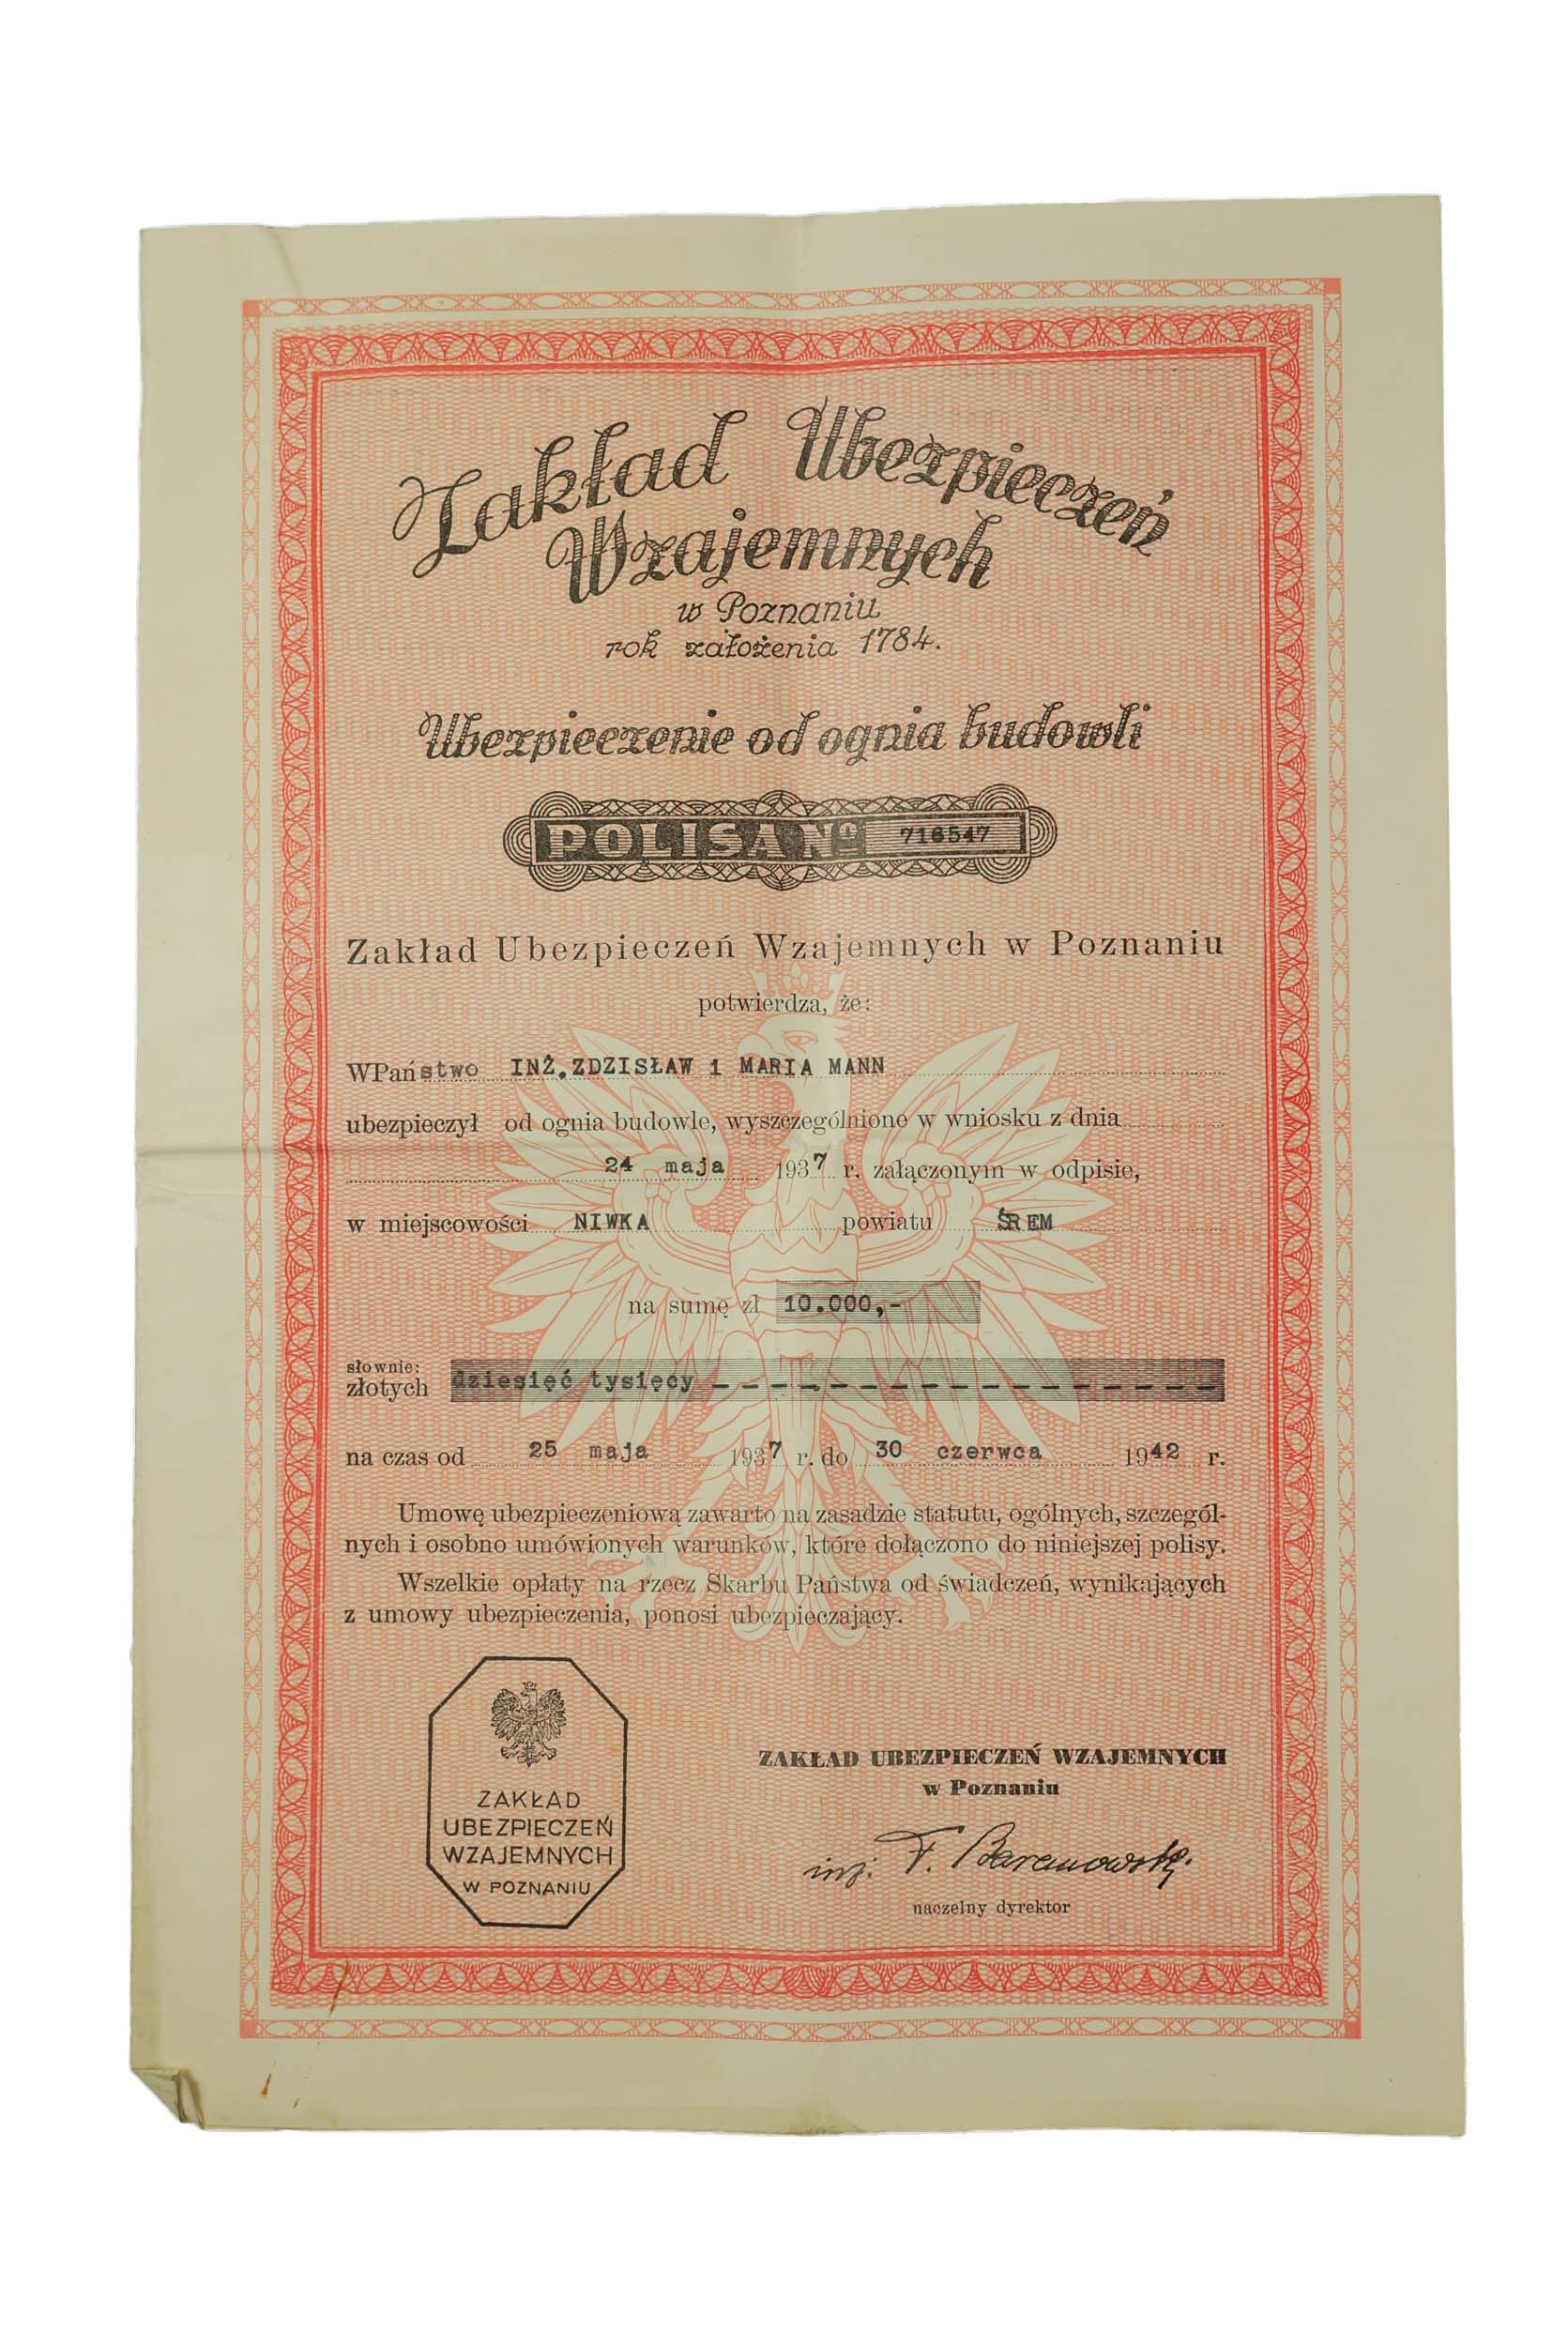 Zakład Ubezpieczeń
Wzajemnych
w Poznaniu
rok założenia 1784.
Ubezpieczenie od ognia budowli
POLISA No 716547
Zakład Ubezpieczeń Wzajemnych w Poznaniu
potwierdza, że:
WPaństwo INŻ.ZDZISŁAW i MARIA MANN
ubezpieczył od ognia budowle, wyszczególnione w wniosku z dnia
24 maja 1937 r. załączonym w odpisie,
w miejscowości NIWKA powiatu ŚREM
na sumę zł 10.000,-
słownie:
złotych dziesięć tysięcy — — — — — — — — — — — — — — — — —
na czas od 25 maja 1937 r. do 30 czerwca 1942 r.
Umowę ubezpieczeniową zawarto na zasadzie statutu, ogólnych, szczegól-
nych i osobno umówionych warunków, które dołączono do niniejszej polisy.
Wszelkie opłaty na rzecz Skarbu Państwa od świadczeń, wynikających
z umowy ubezpieczenia, ponosi ubezpieczający.
ZAKŁAD
UBEZPIECZEŃ
WZAJEMNYCH
W POZNANIU
ZAKŁAD UBEZPIECZEŃ WZAJEMNYCH
w Poznaniu
inż: F. Baranowski.
naczelny dyrektor